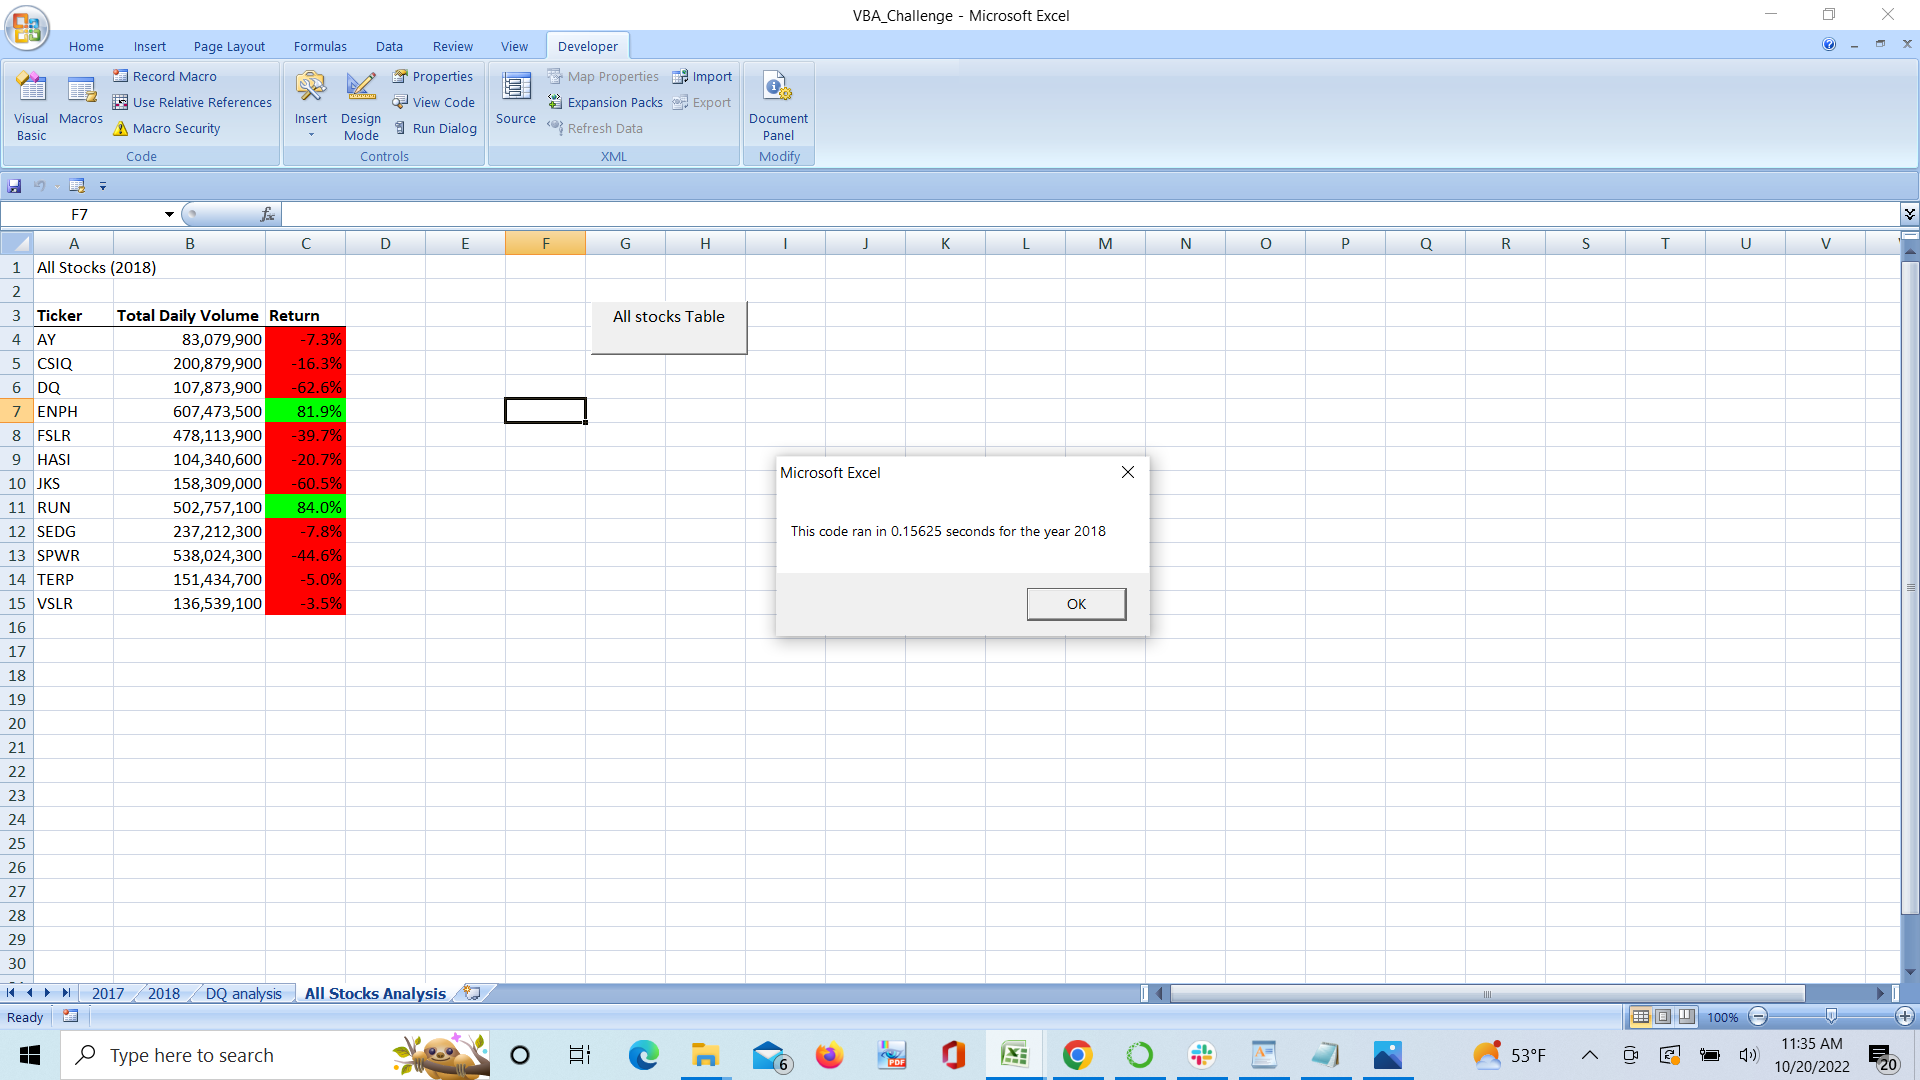 VBA_Challenge - Microsoft Excel
Home Insert Page Layout Formulas Data Review View Developer
Visual Basic
Macros
Record Macro
Use Relative References
Macro Security
Code
Insert
Design Mode
Properties
View Code
Run Dialog
Controls
Source
Map Properties
Expansion Packs
Refresh Data
Import
Export
XML
Document Panel
Modify
F7 fx
A B C D E F G H I J K L M N O P Q R S T U V
1 All Stocks (2018)
2
3 Ticker Total Daily Volume Return
4 AY 83,079,900 -7.3%
5 CSIQ 200,879,900 -16.3%
6 DQ 107,873,900 -62.6%
7 ENPH 607,473,500 81.9%
8 FSLR 478,113,900 -39.7%
9 HASI 104,340,600 -20.7%
10 JKS 158,309,000 -60.5%
11 RUN 502,757,100 84.0%
12 SEDG 237,212,300 -7.8%
13 SPWR 538,024,300 -44.6%
14 TERP 151,434,700 -5.0%
15 VSLR 136,539,100 -3.5%
16
17
18
19
20
21
22
23
24
25
26
27
28
29
30
All stocks Table
Microsoft Excel
This code ran in 0.15625 seconds for the year 2018
OK
2017 2018 DQ analysis All Stocks Analysis
Ready 100%
Type here to search
6
PDF
53°F
11:35 AM
10/20/2022
20